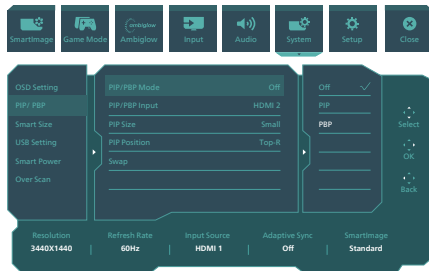 ambiglow
SmartImage Game Mode Ambiglow Input Audio System Setup Close
OSD Setting PIP/PBP Mode Off Off
PIP/ PBP PIP/PBP Input HDMI 2 PIP
Smart Size PIP Size Small PBP Select
USB Setting PIP Position Top-R
Smart Power Swap OK
Over Scan
Back
Resolution Refresh Rate Input Source Adaptive Sync SmartImage
3440X1440 60Hz HDMI 1 Off Standard